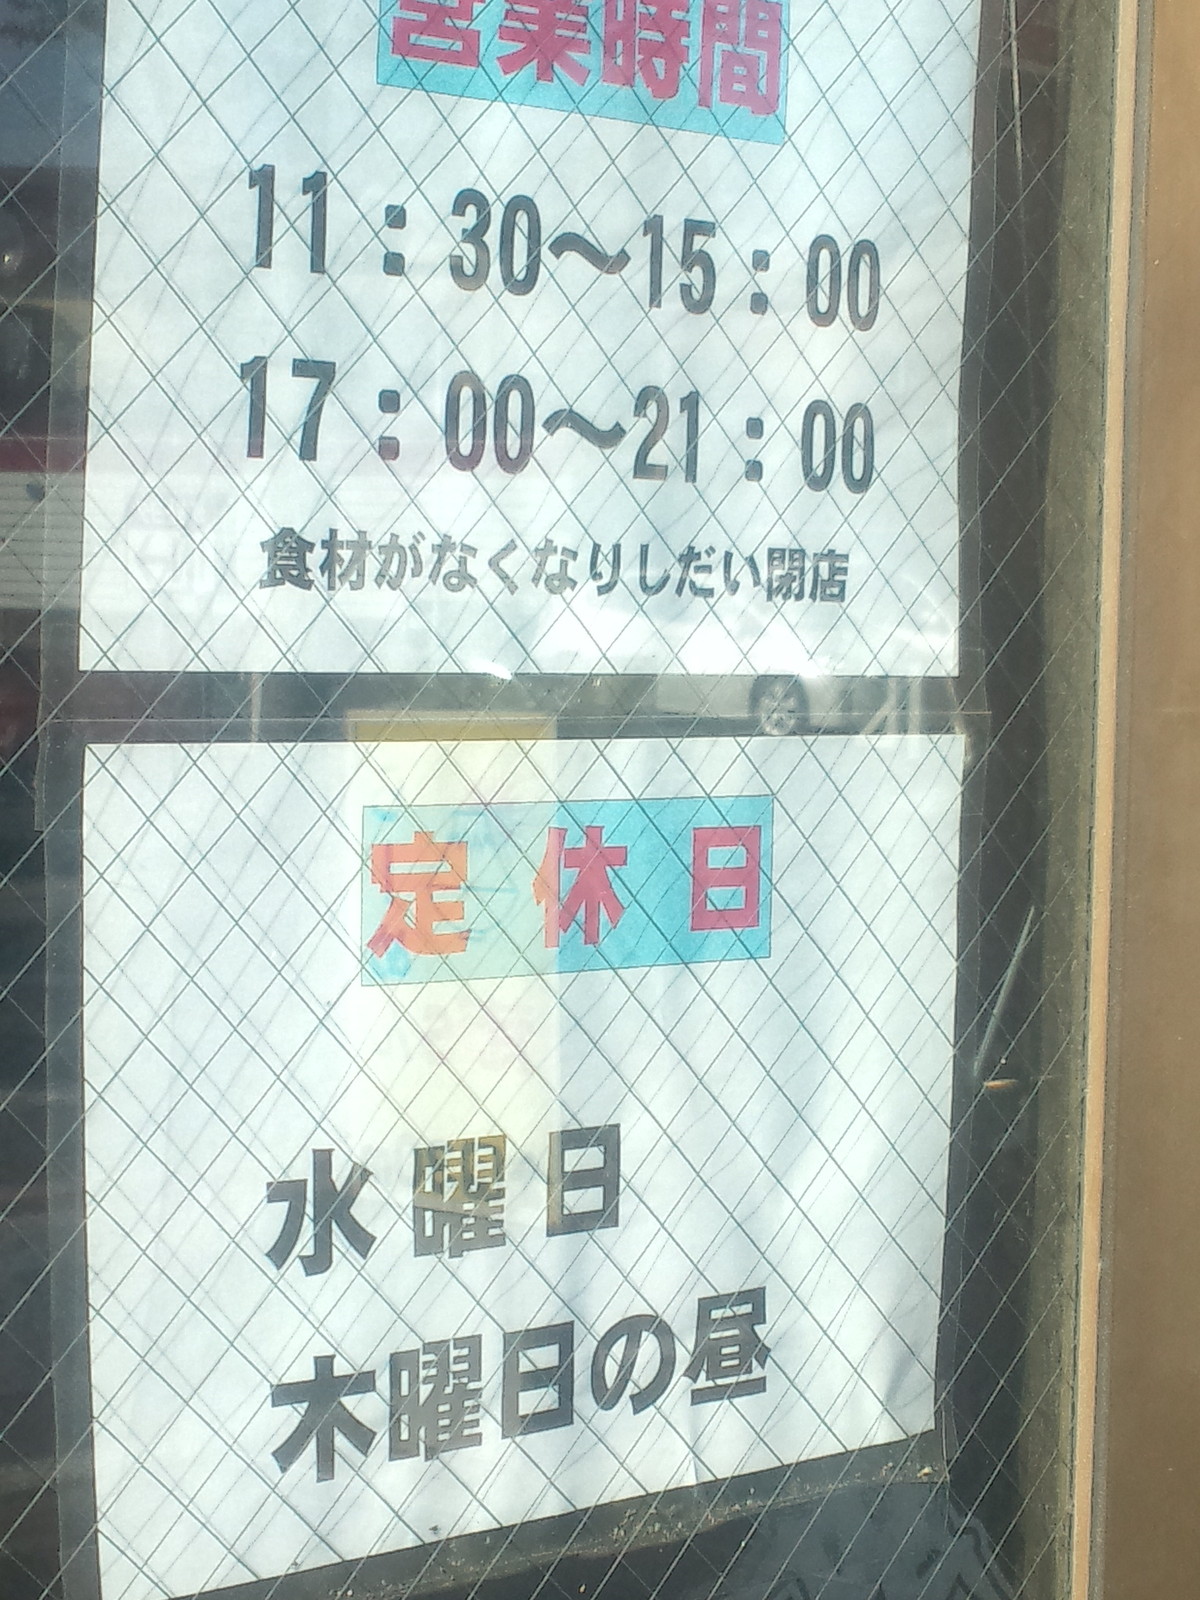 営業時間
11：30～15：00
17：00～21：00
食材がなくなりしだい閉店
定休日
水曜日
木曜日の昼